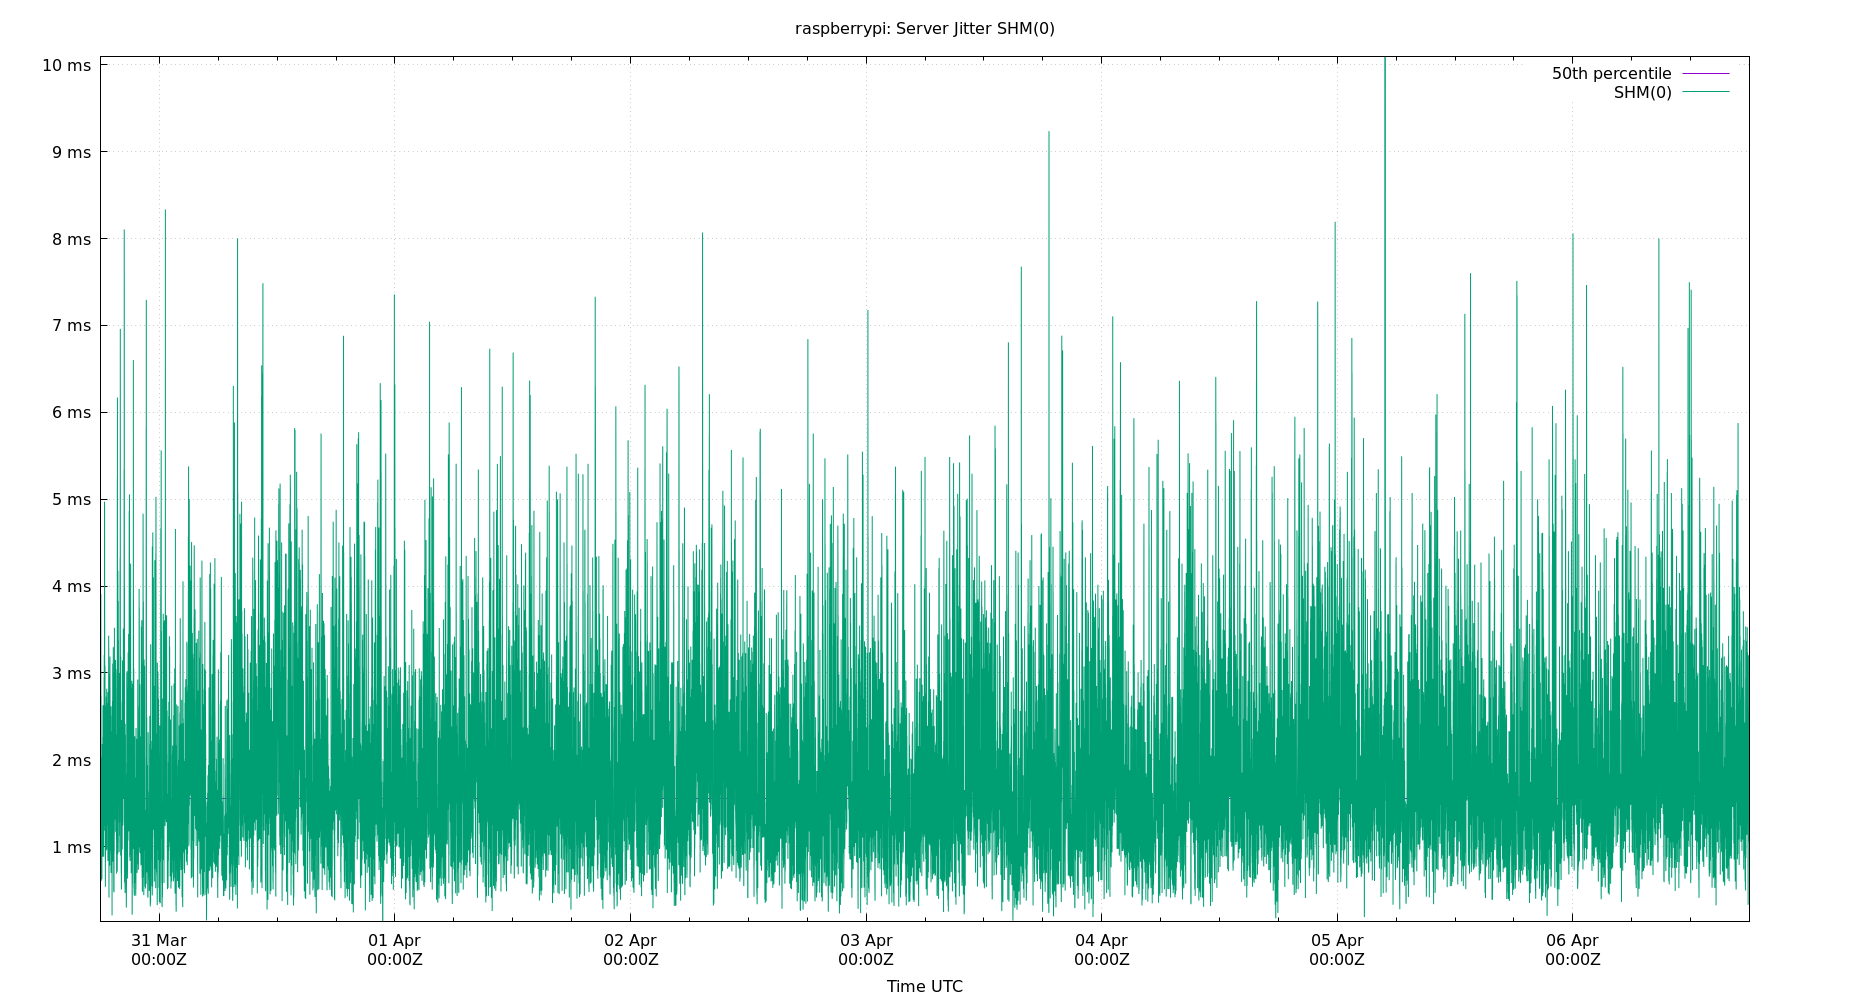 raspberrypi: Server Jitter SHM(0)
10 ms
50th percentile
SHM(0)
9 ms
8 ms
7 ms
6 ms
5 ms
4 ms
3 ms
2 ms
1 ms
31 Mar 01 Apr 02 Apr 03 Apr 04 Apr 05 Apr 06 Apr
00:00Z 00:00Z 00:00Z 00:00Z 00:00Z 00:00Z 00:00Z
Time UTC